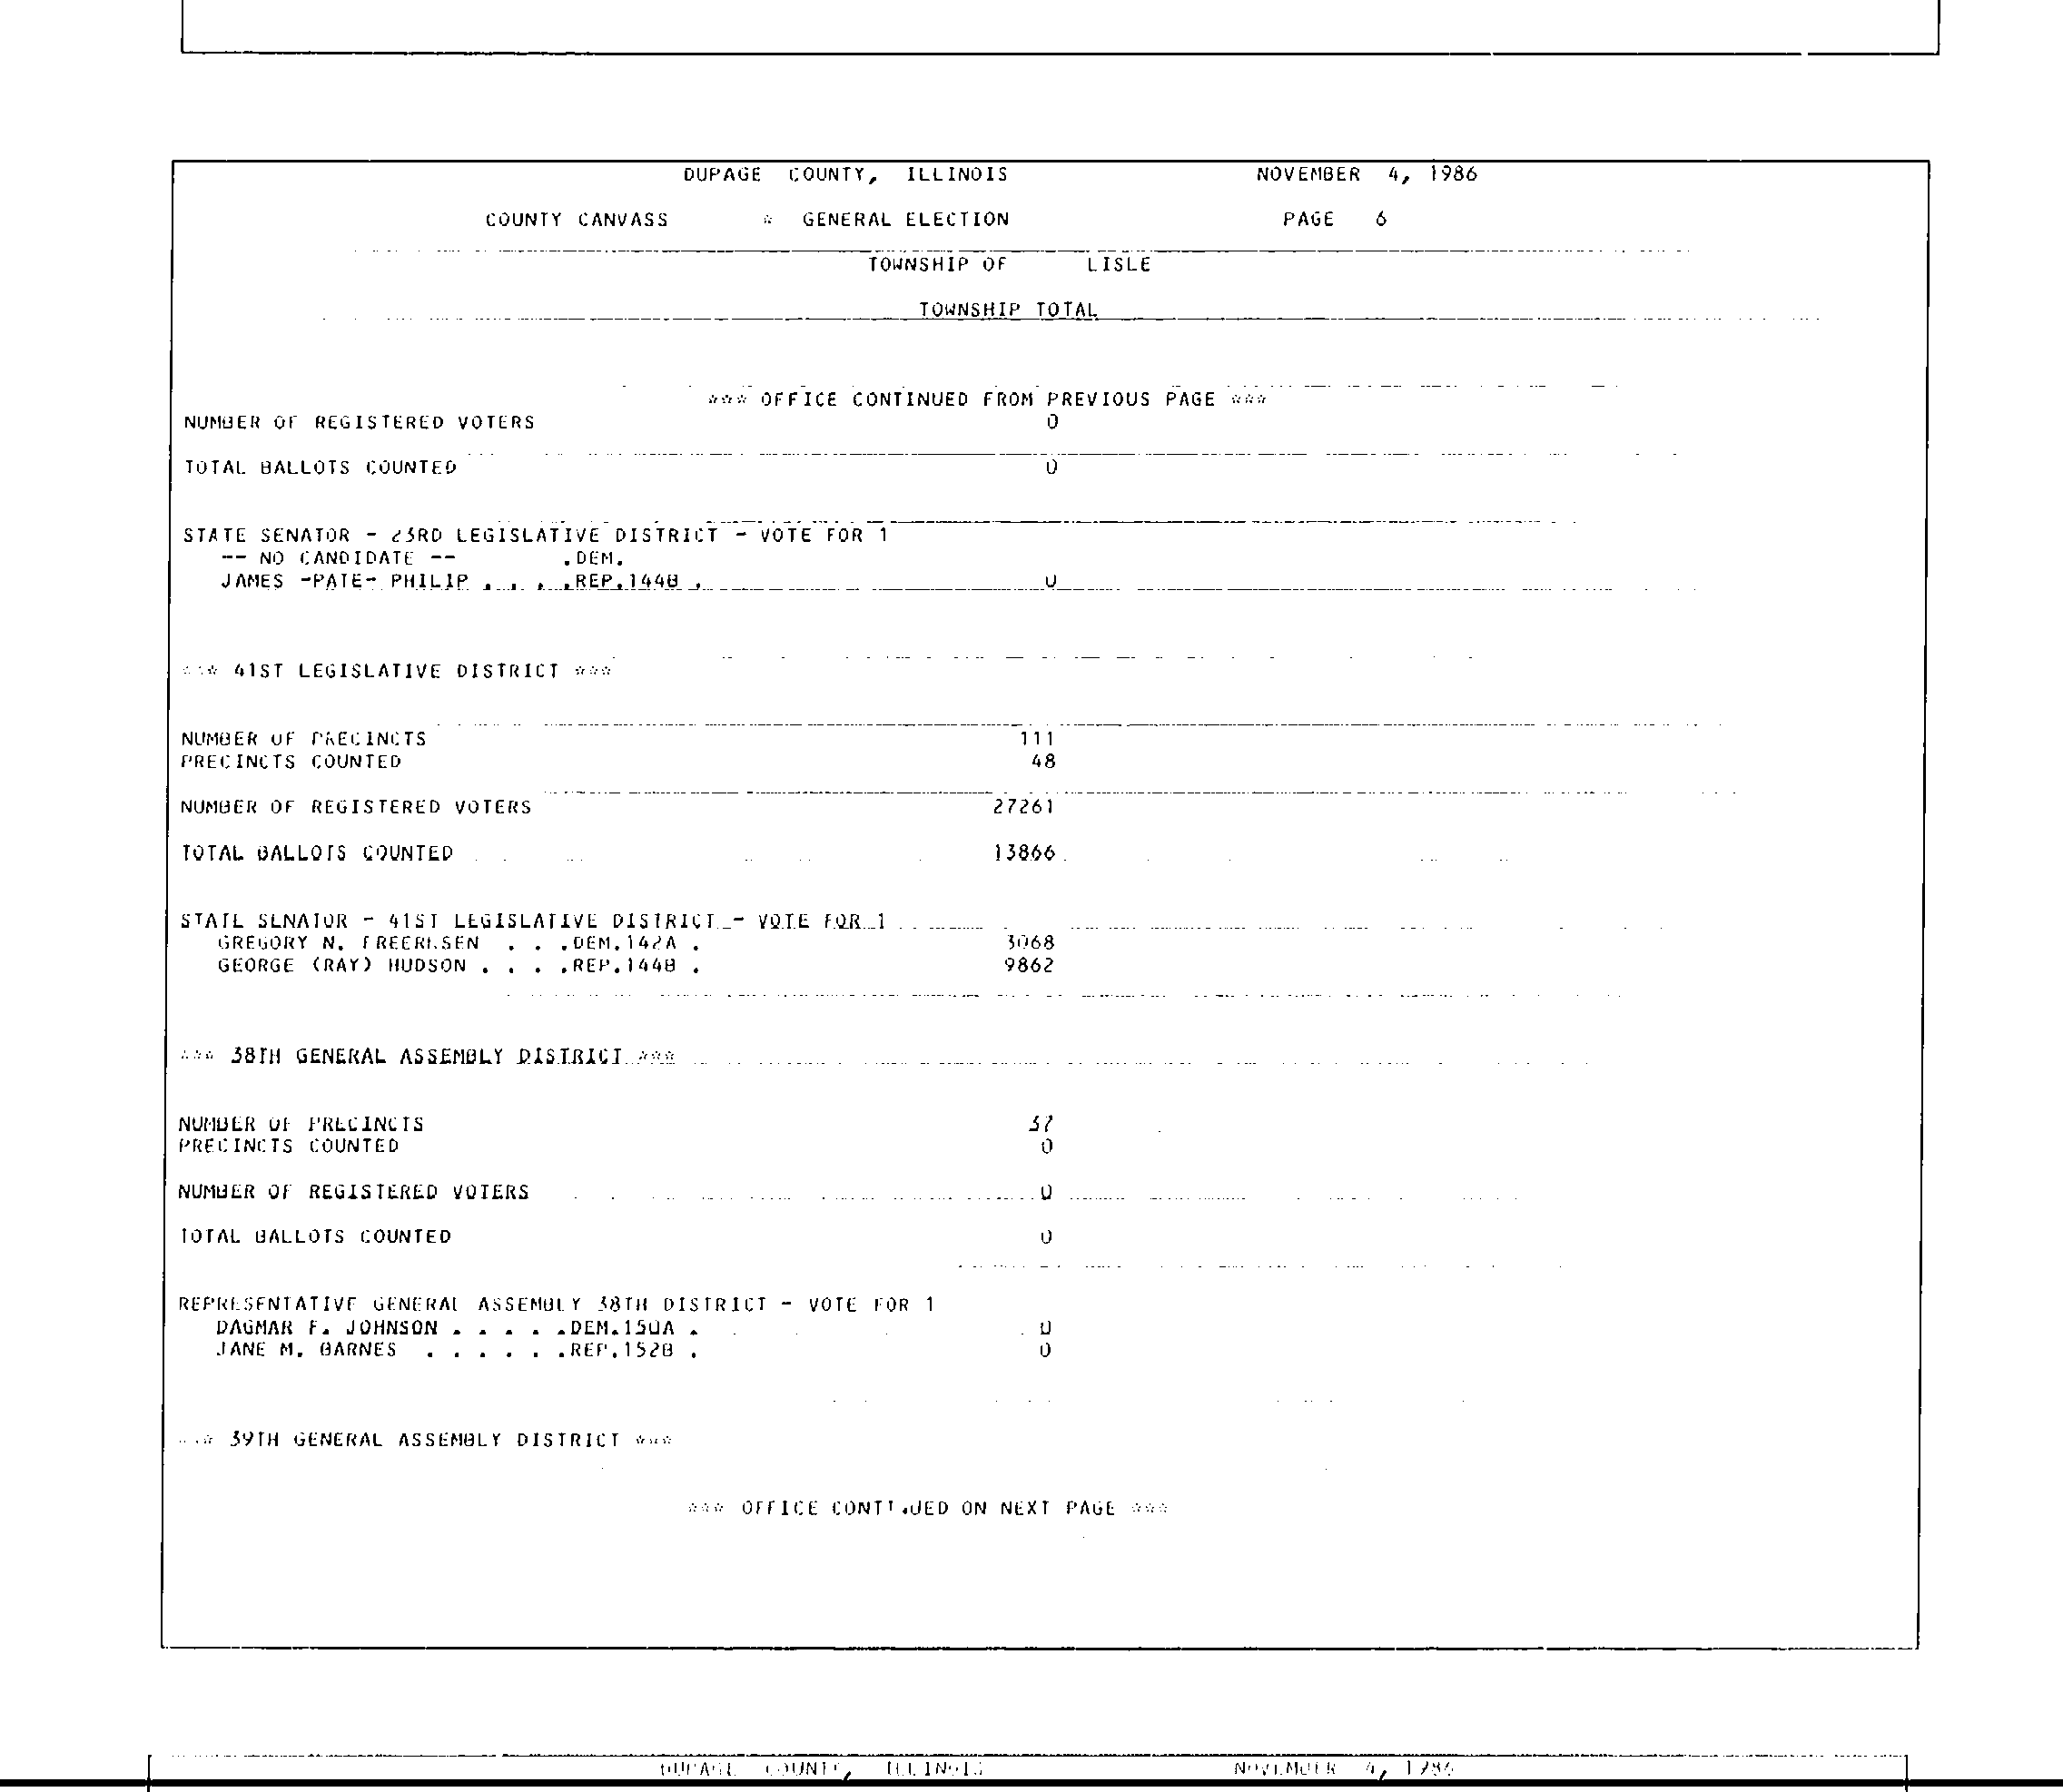 DUPAGE COUNTY, ILLINOIS NOVEMBER 4, 1986
COUNTY CANVASS * GENERAL ELECTION PAGE 6
TOWNSHIP OF LISLE
TOWNSHIP TOTAL
*** OFFICE CONTINUED FROM PREVIOUS PAGE ***
NUMBER OF REGISTERED VOTERS 0
TOTAL BALLOTS COUNTED 0
STATE SENATOR - 23RD LEGISLATIVE DISTRICT - VOTE FOR 1
-- NO CANDIDATE -- .DEM.
JAMES -PATE- PHILIP . . . .REP.144B . 0
*** 41ST LEGISLATIVE DISTRICT ***
NUMBER OF PRECINCTS 111
PRECINCTS COUNTED 48
NUMBER OF REGISTERED VOTERS 27261
TOTAL BALLOTS COUNTED 13866
STATE SENATOR - 41ST LEGISLATIVE DISTRICT - VOTE FOR 1
GREGORY N. FREERKSEN . . .DEM.142A . 3068
GEORGE (RAY) HUDSON . . . .REP.144B . 9862
*** 38TH GENERAL ASSEMBLY DISTRICT ***
NUMBER OF PRECINCTS 37
PRECINCTS COUNTED 0
NUMBER OF REGISTERED VOTERS 0
TOTAL BALLOTS COUNTED 0
REPRESENTATIVE GENERAL ASSEMBLY 38TH DISTRICT - VOTE FOR 1
DAGMAR F. JOHNSON . . . . .DEM.150A . 0
JANE M. BARNES . . . . . .REP.152B . 0
*** 39TH GENERAL ASSEMBLY DISTRICT ***
*** OFFICE CONTINUED ON NEXT PAGE ***
DUPAGE COUNTY, ILLINOIS NOVEMBER 4, 1986